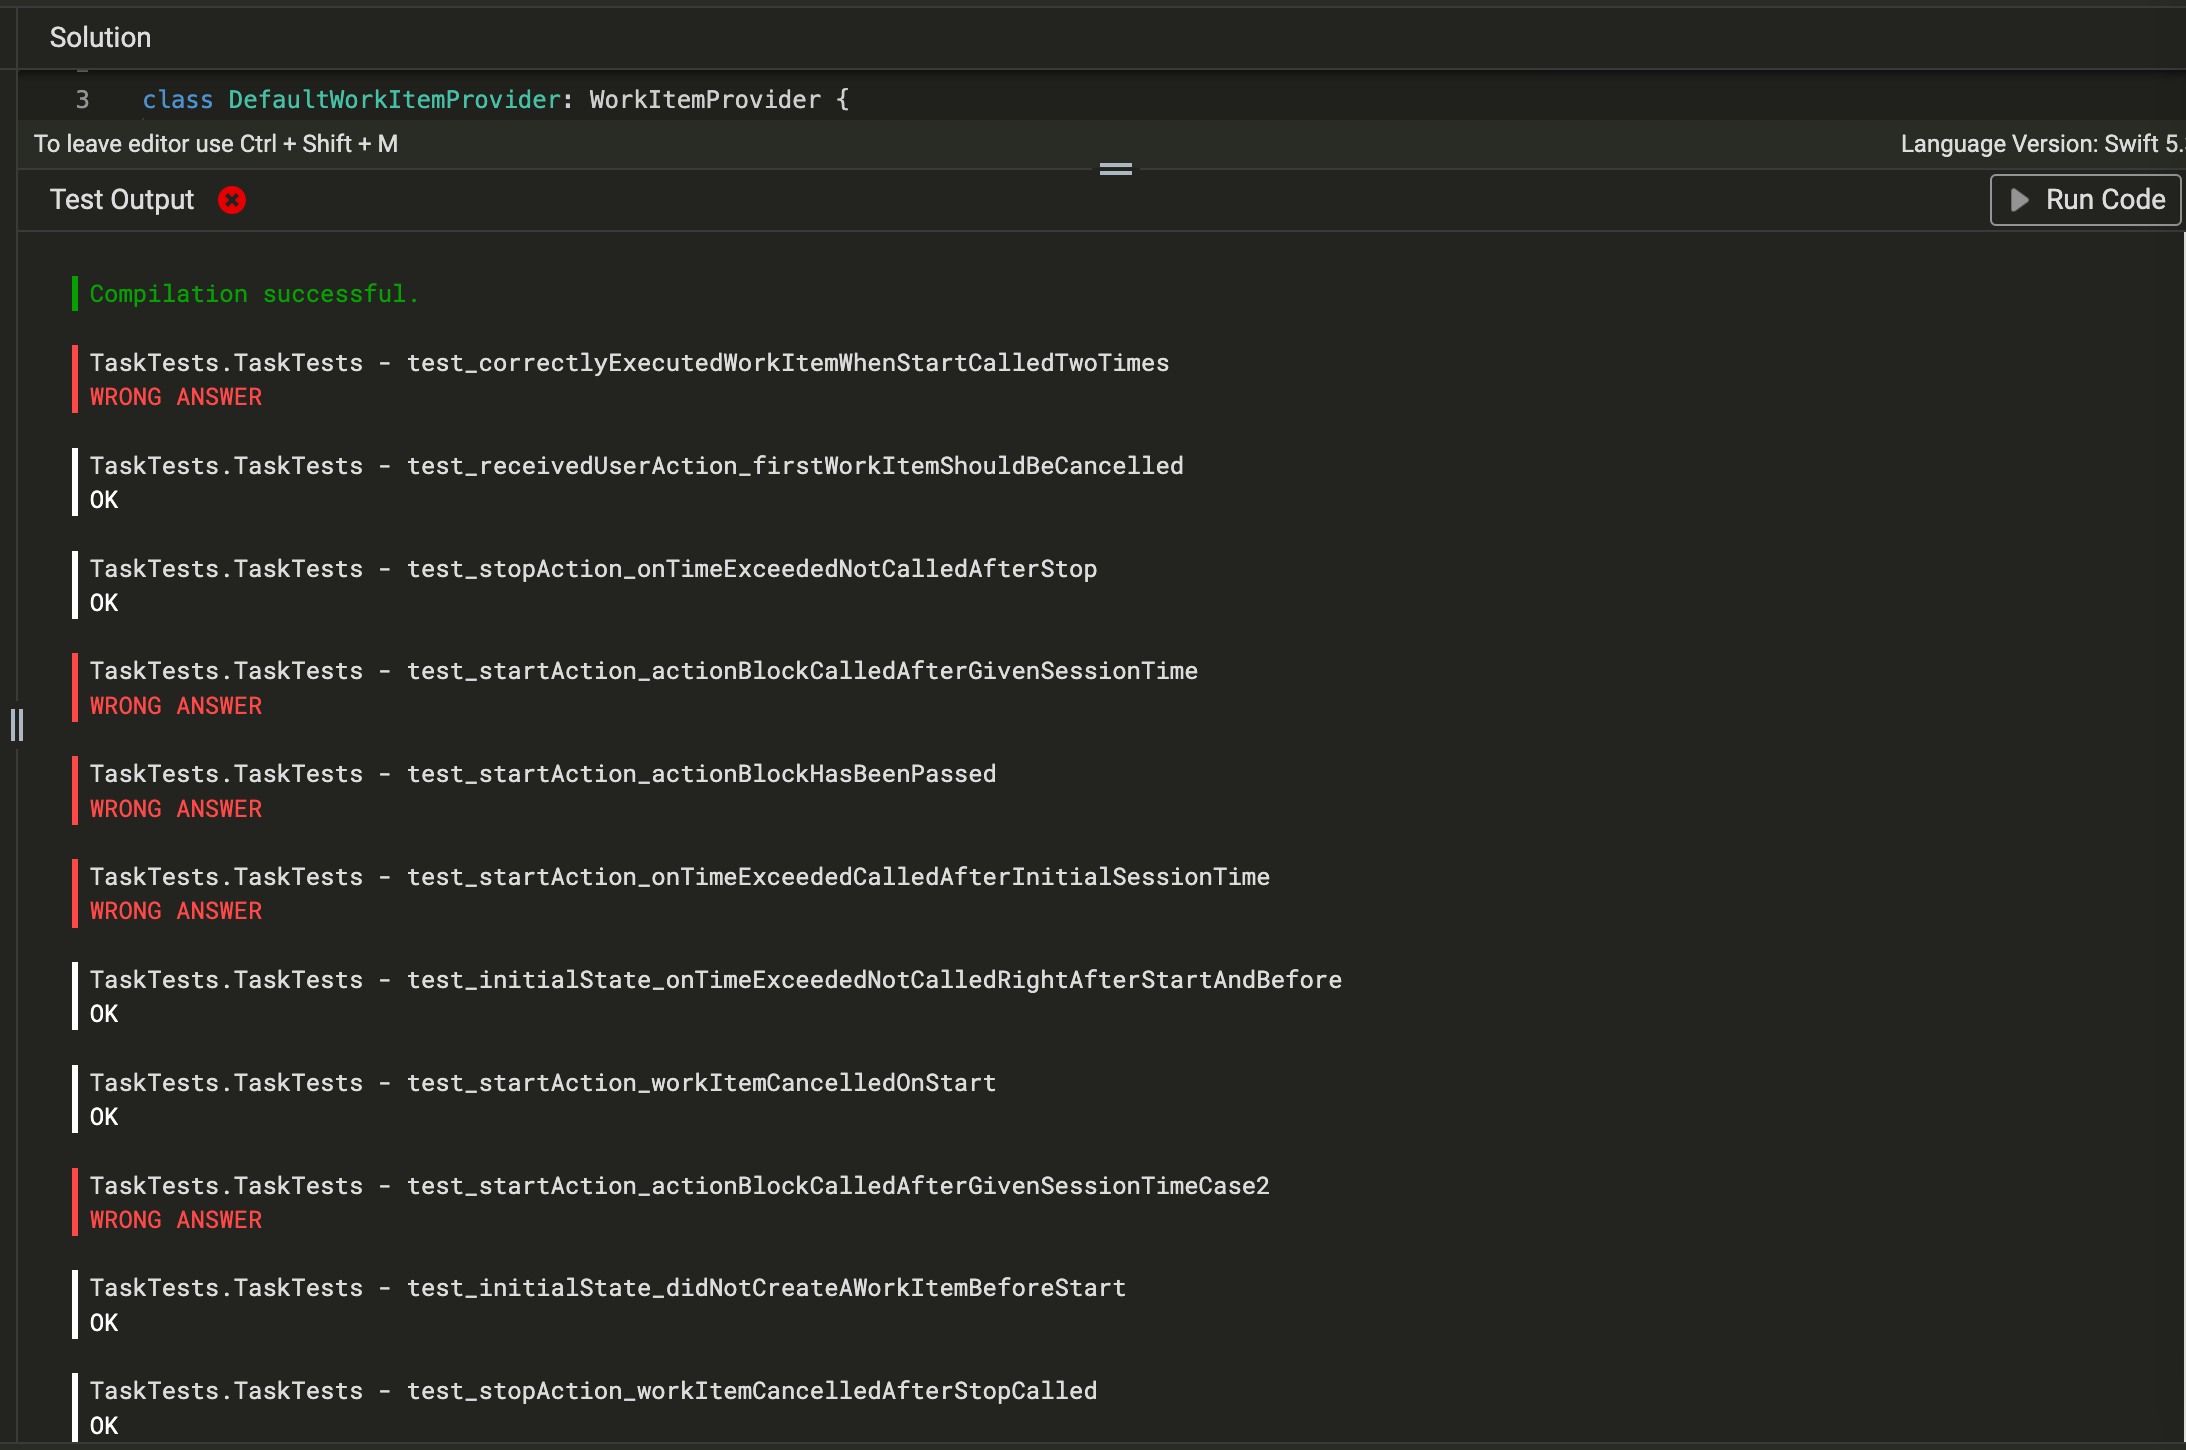 Solution
3 class DefaultWorkItemProvider: WorkItemProvider {
To leave editor use Ctrl + Shift + M
Language Version: Swift 5.
Test Output
Run Code
Compilation successful.
TaskTests.TaskTests - test_correctlyExecutedWorkItemWhenStartCalledTwoTimes
WRONG ANSWER
TaskTests.TaskTests - test_receivedUserAction_firstWorkItemShouldBeCancelled
OK
TaskTests.TaskTests - test_stopAction_onTimeExceededNotCalledAfterStop
OK
TaskTests.TaskTests - test_startAction_actionBlockCalledAfterGivenSessionTime
WRONG ANSWER
TaskTests.TaskTests - test_startAction_actionBlockHasBeenPassed
WRONG ANSWER
TaskTests.TaskTests - test_startAction_onTimeExceededCalledAfterInitialSessionTime
WRONG ANSWER
TaskTests.TaskTests - test_initialState_onTimeExceededNotCalledRightAfterStartAndBefore
OK
TaskTests.TaskTests - test_startAction_workItemCancelledOnStart
OK
TaskTests.TaskTests - test_startAction_actionBlockCalledAfterGivenSessionTimeCase2
WRONG ANSWER
TaskTests.TaskTests - test_initialState_didNotCreateAWorkItemBeforeStart
OK
TaskTests.TaskTests - test_stopAction_workItemCancelledAfterStopCalled
OK